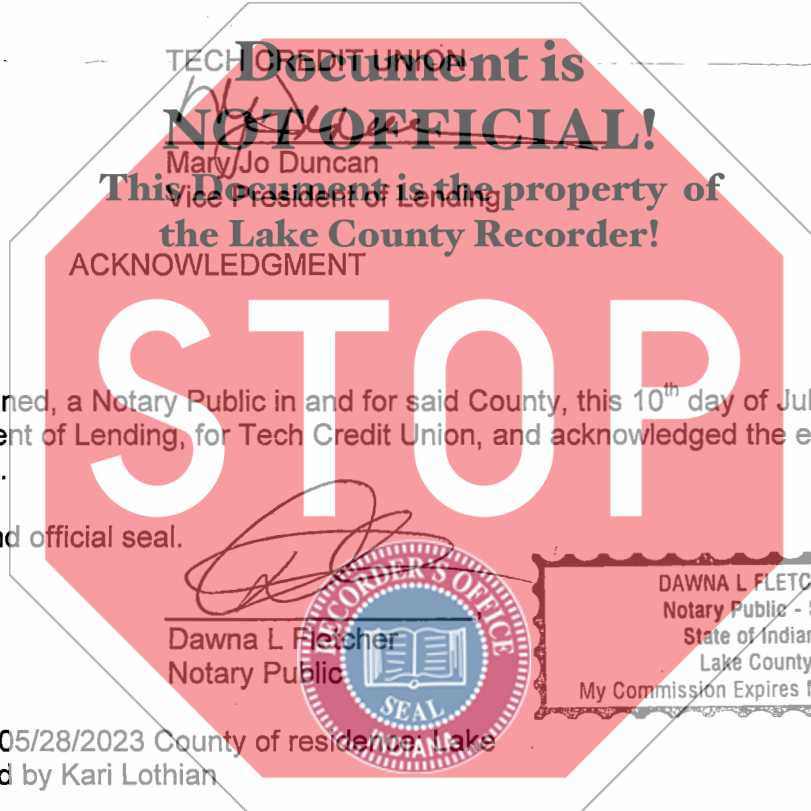 TECH CREDIT UNION
Document is
NOT OFFICIAL!
Mary Jo Duncan
This Document is the property of
Vice President of Lending
the Lake County Recorder!
ACKNOWLEDGMENT
STOP
ned, a Notary Public in and for said County, this 10th day of Jul
ent of Lending, for Tech Credit Union, and acknowledged the e
.
d official seal.
RECORDER'S OFFICE
SEAL
INDIANA
DAWNA L FLETC
Notary Public -
State of Indian
Lake County
My Commission Expires
Dawna L Fletcher
Notary Public
05/28/2023 County of residence: Lake
d by Kari Lothian